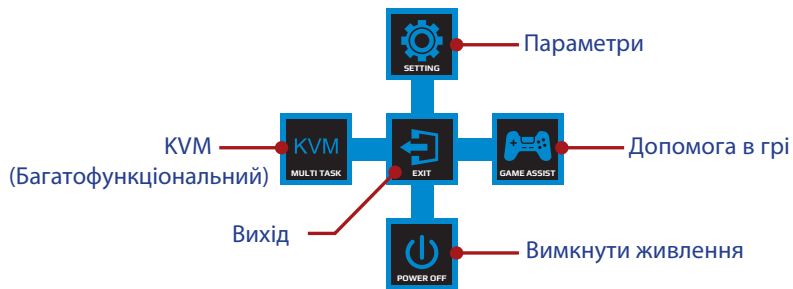 SETTING
Параметри
KVM
(Багатофункціональний)
KVM
MULTI TASK
EXIT
GAME ASSIST
Допомога в грі
Вихід
POWER OFF
Вимкнути живлення